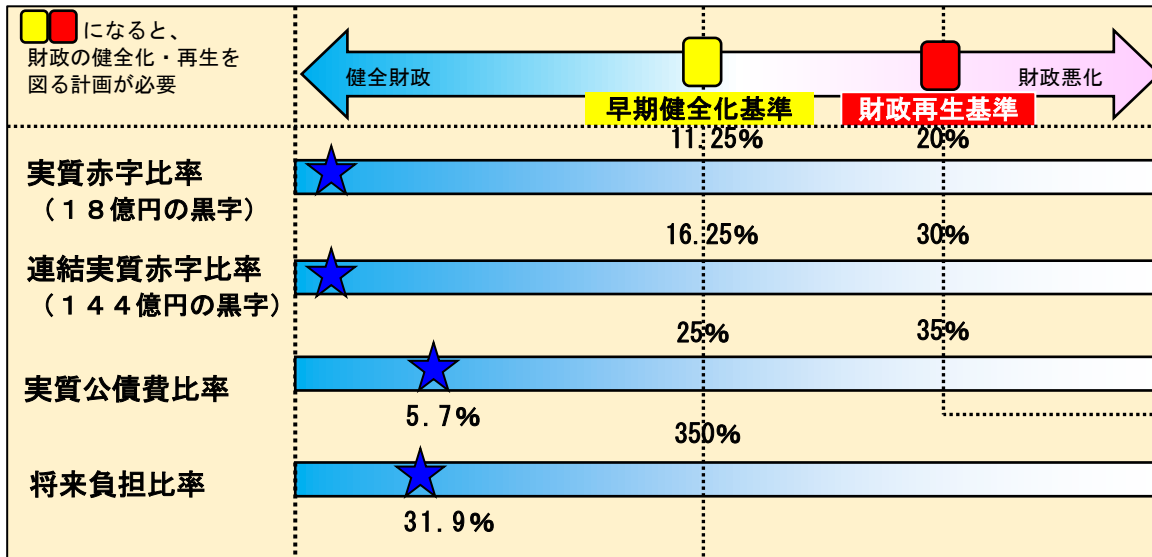 になると、
財政の健全化・再生を
図る計画が必要
健全財政
財政悪化
早期健全化基準
財政再生基準
11.25%
20%
実質赤字比率
（１８億円の黒字）
16.25%
30%
連結実質赤字比率
（１４４億円の黒字）
25%
35%
実質公債費比率
5.7%
350%
将来負担比率
31.9%